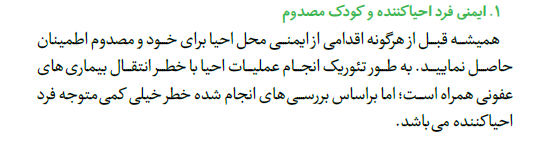 ۱. ایمنی فرد احیاکننده و کودک مصدوم
همیشه قبل از هرگونه اقدامی از ایمنی محل احیا برای خود و مصدوم اطمینان
حاصل نمایید. به طور تئوریک انجام عملیات احیا با خطر انتقال بیماری های
عفونی همراه است؛ اما براساس بررسی‌های انجام شده خطر خیلی کمی متوجه فرد
احیاکننده می‌باشد.